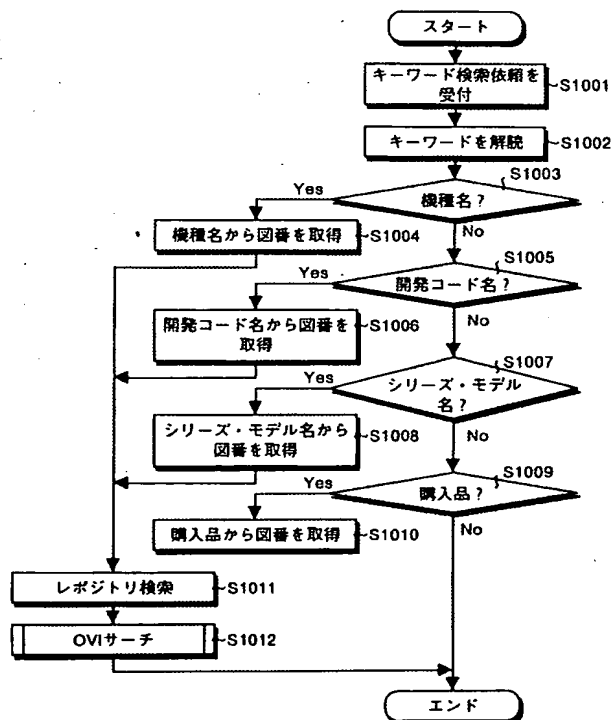 スタート
キーワード検索依頼を
受付
S1001
キーワードを解読
S1002
S1003
機種名？
Yes
No
機種名から図番を取得
S1004
S1005
開発コード名？
Yes
No
開発コード名から図番を
取得
S1006
S1007
シリーズ・モデル
名？
Yes
No
シリーズ・モデル名から
図番を取得
S1008
S1009
購入品？
Yes
No
購入品から図番を取得
S1010
レポジトリ検索
S1011
OVIサーチ
S1012
エンド